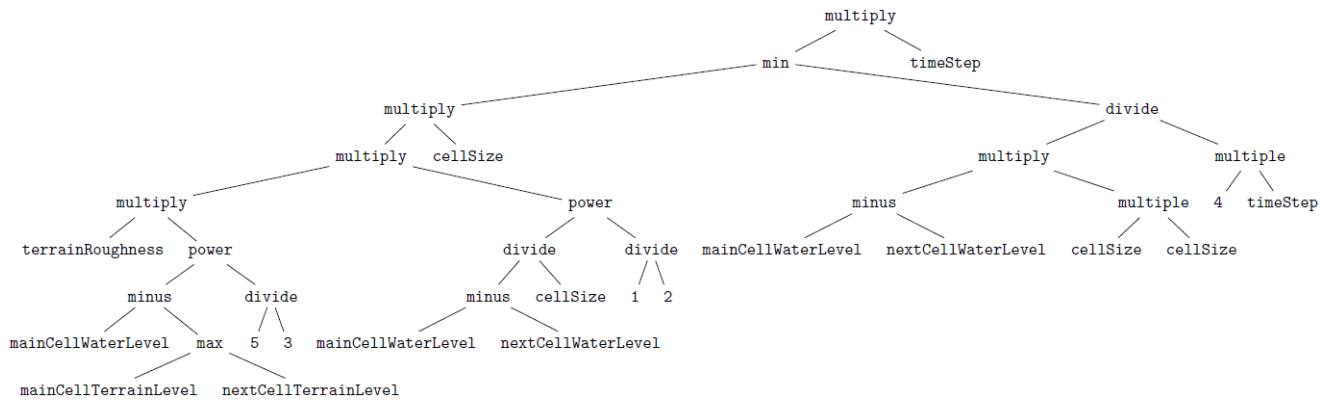 multiply
min timeStep
multiply divide
multiply cellSize multiply multiple
multiply power minus multiple 4 timeStep
terrainRoughness power divide divide mainCellWaterLevel nextCellWaterLevel cellSize cellSize
minus divide minus cellSize 1 2
mainCellWaterLevel max 5 3 mainCellWaterLevel nextCellWaterLevel
mainCellTerrainLevel nextCellTerrainLevel